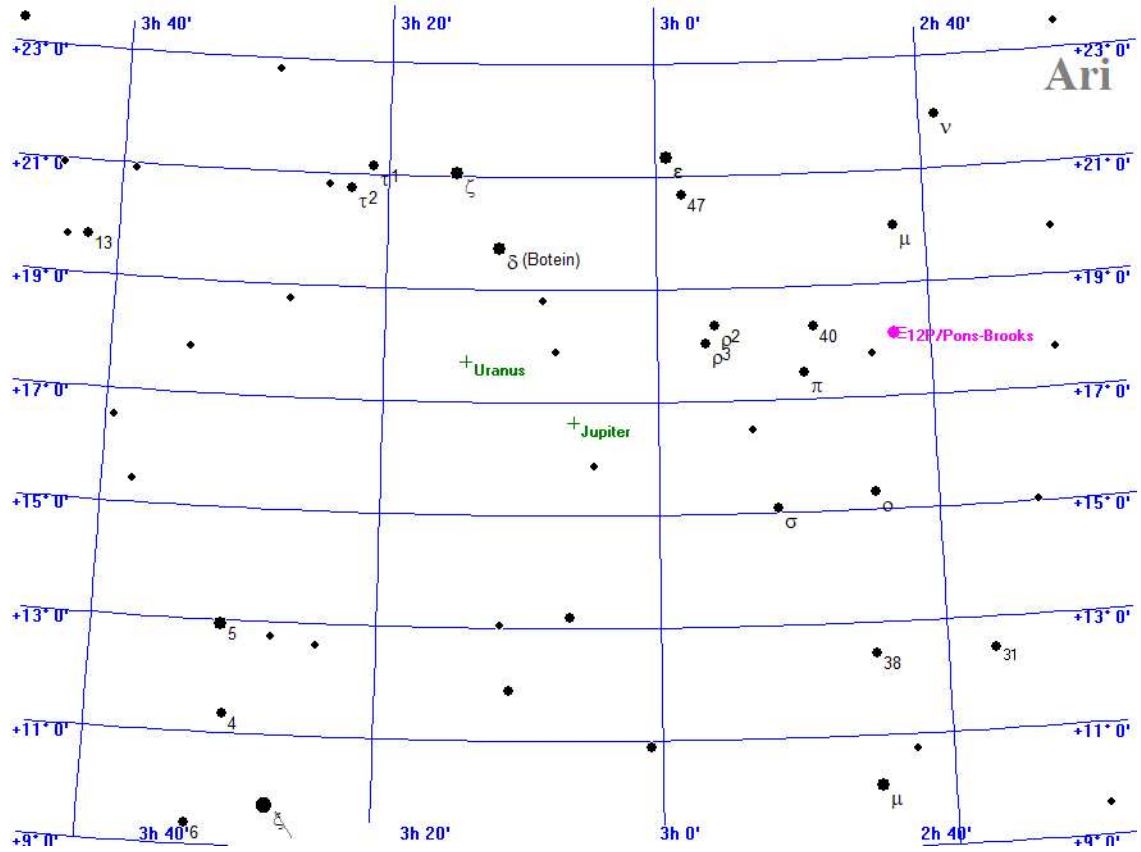 3h 40' 3h 20' 3h 0' 2h 40'
+23° 0' +23° 0'
Ari
ν
+21° 0 τ1 ζ ε +21° 0'
τ2 47
13 μ
δ (Botein)
+19° 0' +19° 0'
ρ2 40 12P/Pons-Brooks
ρ3
Uranus π
+17° 0' +17° 0'
Jupiter
+15° 0' σ ο +15° 0'
+13° 0' +13° 0'
5 38 31
4
+11° 0' +11° 0'
μ
ξ
6
3h 40' 3h 20' 3h 0' 2h 40'
+9° 0' +9° 0'